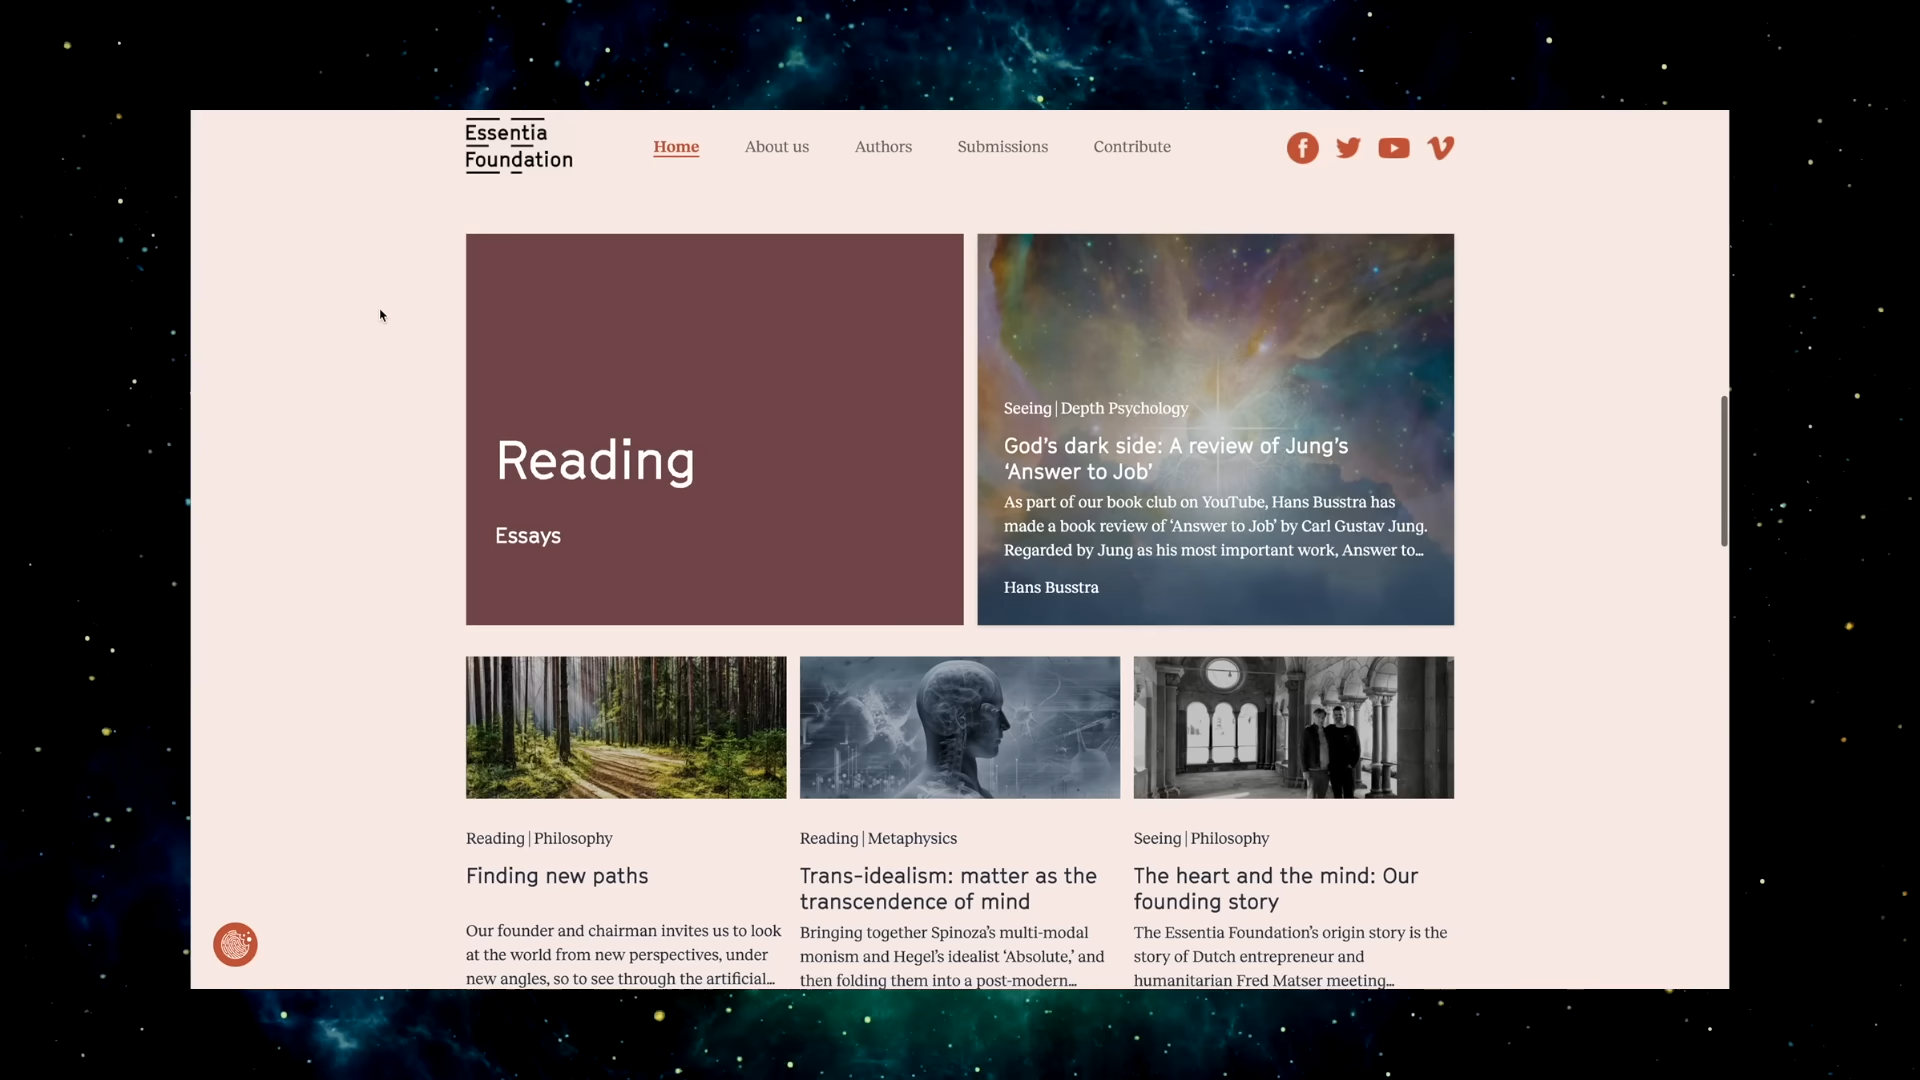 Essentia
Foundation
Home
About us
Authors
Submissions
Contribute
Reading
Essays
Seeing | Depth Psychology
God's dark side: A review of Jung's
'Answer to Job'
As part of our book club on YouTube, Hans Busstra has
made a book review of 'Answer to Job' by Carl Gustav Jung.
Regarded by Jung as his most important work, Answer to...
Hans Busstra
Reading | Philosophy
Finding new paths
Our founder and chairman invites us to look
at the world from new perspectives, under
new angles, so to see through the artificial...
Reading | Metaphysics
Trans-idealism: matter as the
transcendence of mind
Bringing together Spinoza's multi-modal
monism and Hegel's idealist 'Absolute,' and
then folding them into a post-modern...
Seeing | Philosophy
The heart and the mind: Our
founding story
The Essentia Foundation's origin story is the
story of Dutch entrepreneur and
humanitarian Fred Matser meeting...